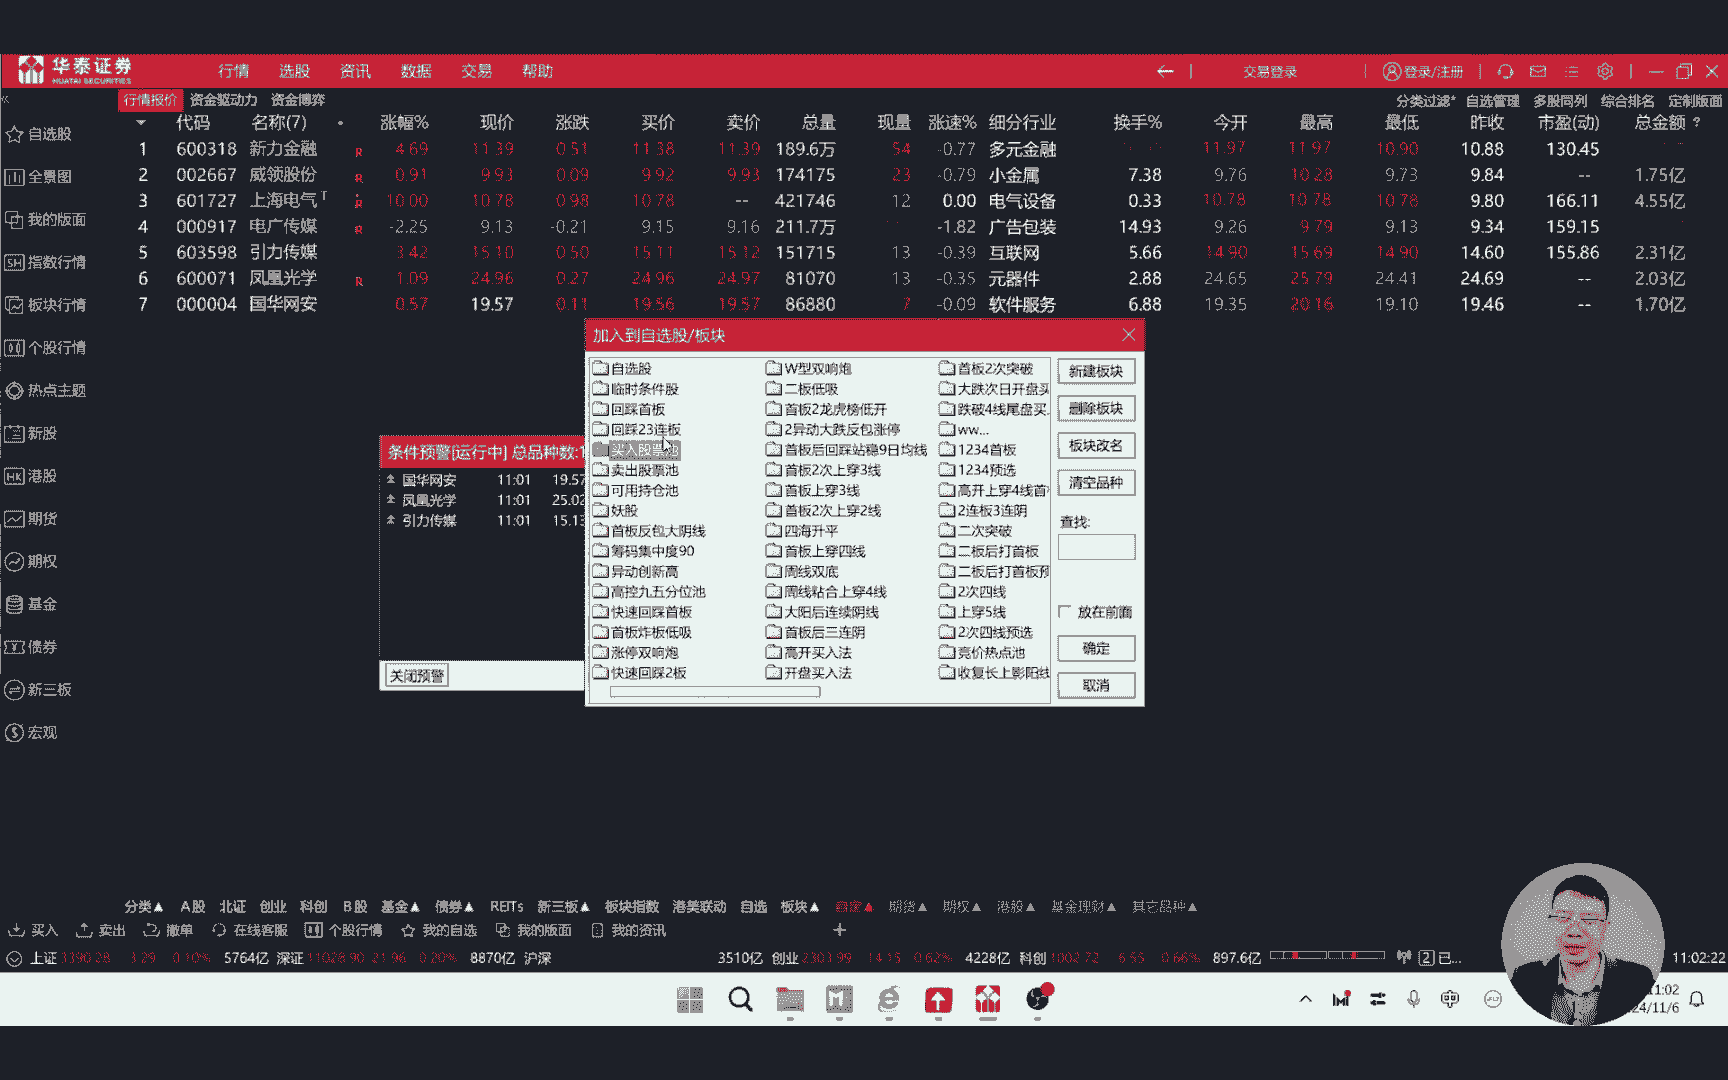 华泰证券 行情 选股 资讯 数据 交易 帮助 交易登录 登录/注册
HUATAI SECURITIES
行情报价 资金驱动力 资金博弈 分类过滤* 自选管理 多股同列 综合排名 定制版面
代码 名称(7) 涨幅% 现价 涨跌 买价 卖价 总量 现量 涨速% 细分行业 换手% 今开 最高 最低 昨收 市盈(动) 总金额 ?
1 600318 新力金融 R 4.69 11.39 0.51 11.38 11.39 189.6万 54 -0.77 多元金融 11.97 11.97 10.90 10.88 130.45
2 002667 威领股份 R 0.91 9.93 0.09 9.92 9.93 174175 23 -0.79 小金属 7.38 9.76 10.28 9.73 9.84 -- 1.75亿
3 601727 上海电气 R 10.00 10.78 0.98 10.78 -- 421746 12 0.00 电气设备 0.33 10.78 10.78 10.78 9.80 166.11 4.55亿
4 000917 电广传媒 R -2.25 9.13 -0.21 9.15 9.16 211.7万 -1.82 广告包装 14.93 9.26 9.79 9.13 9.34 159.15
5 603598 引力传媒 3.42 15.10 0.50 15.11 15.12 151715 13 -0.39 互联网 5.66 14.90 15.69 14.90 14.60 155.86 2.31亿
6 600071 凤凰光学 R 1.09 24.96 0.27 24.96 24.97 81070 13 -0.35 元器件 2.88 24.65 25.79 24.41 24.69 -- 2.03亿
7 000004 国华网安 0.57 19.57 0.11 19.56 19.57 86880 7 -0.09 软件服务 6.88 19.35 20.16 19.10 19.46 -- 1.70亿
自选股
全景图
我的版面
指数行情
板块行情
个股行情
热点主题
新股
港股
期货
期权
基金
债券
新三板
宏观
加入到自选股/板块
自选股 W型双响炮 首板2次突破
临时条件股 二板低吸 大跌次日开盘买
回踩首板 首板2龙虎榜低开 跌破4线尾盘买.
回踩23连板 2异动大跌反包涨停 ww...
买入股票池 首板后回踩站稳9日均线 1234首板
卖出股票池 首板2次上穿3线 1234预选
可用持仓池 首板上穿3线 高开上穿4线首
妖股 首板2次上穿2线 2连板3连阴
首板反包大阴线 四海升平 二次突破
筹码集中度90 首板上穿四线 二板后打首板
异动创新高 周线双底 二板后打首板预
高控九五分位池 周线粘合上穿4线 2次四线
快速回踩首板 大阳后连续阴线 上穿5线
首板炸板低吸 首板后三连阴 2次四线预选
涨停双响炮 高开买入法 竞价热点池
快速回踩2板 开盘买入法 收复长上影阳线
新建板块
删除板块
板块改名
清空品种
查找:
放在前面
确定
取消
条件预警[运行中] 总品种数:1
国华网安 11:01 19.57
凤凰光学 11:01 25.02
引力传媒 11:01 15.13
关闭预警
分类▲ A股 北证 创业 科创 B股 基金▲ 债券▲ REITs 新三板▲ 板块指数 港美联动 自选 板块▲ 自定▲ 期货▲ 期权▲ 港股▲ 基金理财▲ 其它品种▲
买入 卖出 撤单 在线客服 个股行情 我的自选 我的版面 我的资讯 +
上证 3390.28 3.29 0.10% 5764亿 深证 11028.90 21.96 0.20% 8870亿 沪深 3510亿 创业 2303.99 14.15 0.62% 4228亿 科创 1002.72 6.55 0.66% 897.6亿 2 已... 11:02:22
11:02
24/11/6